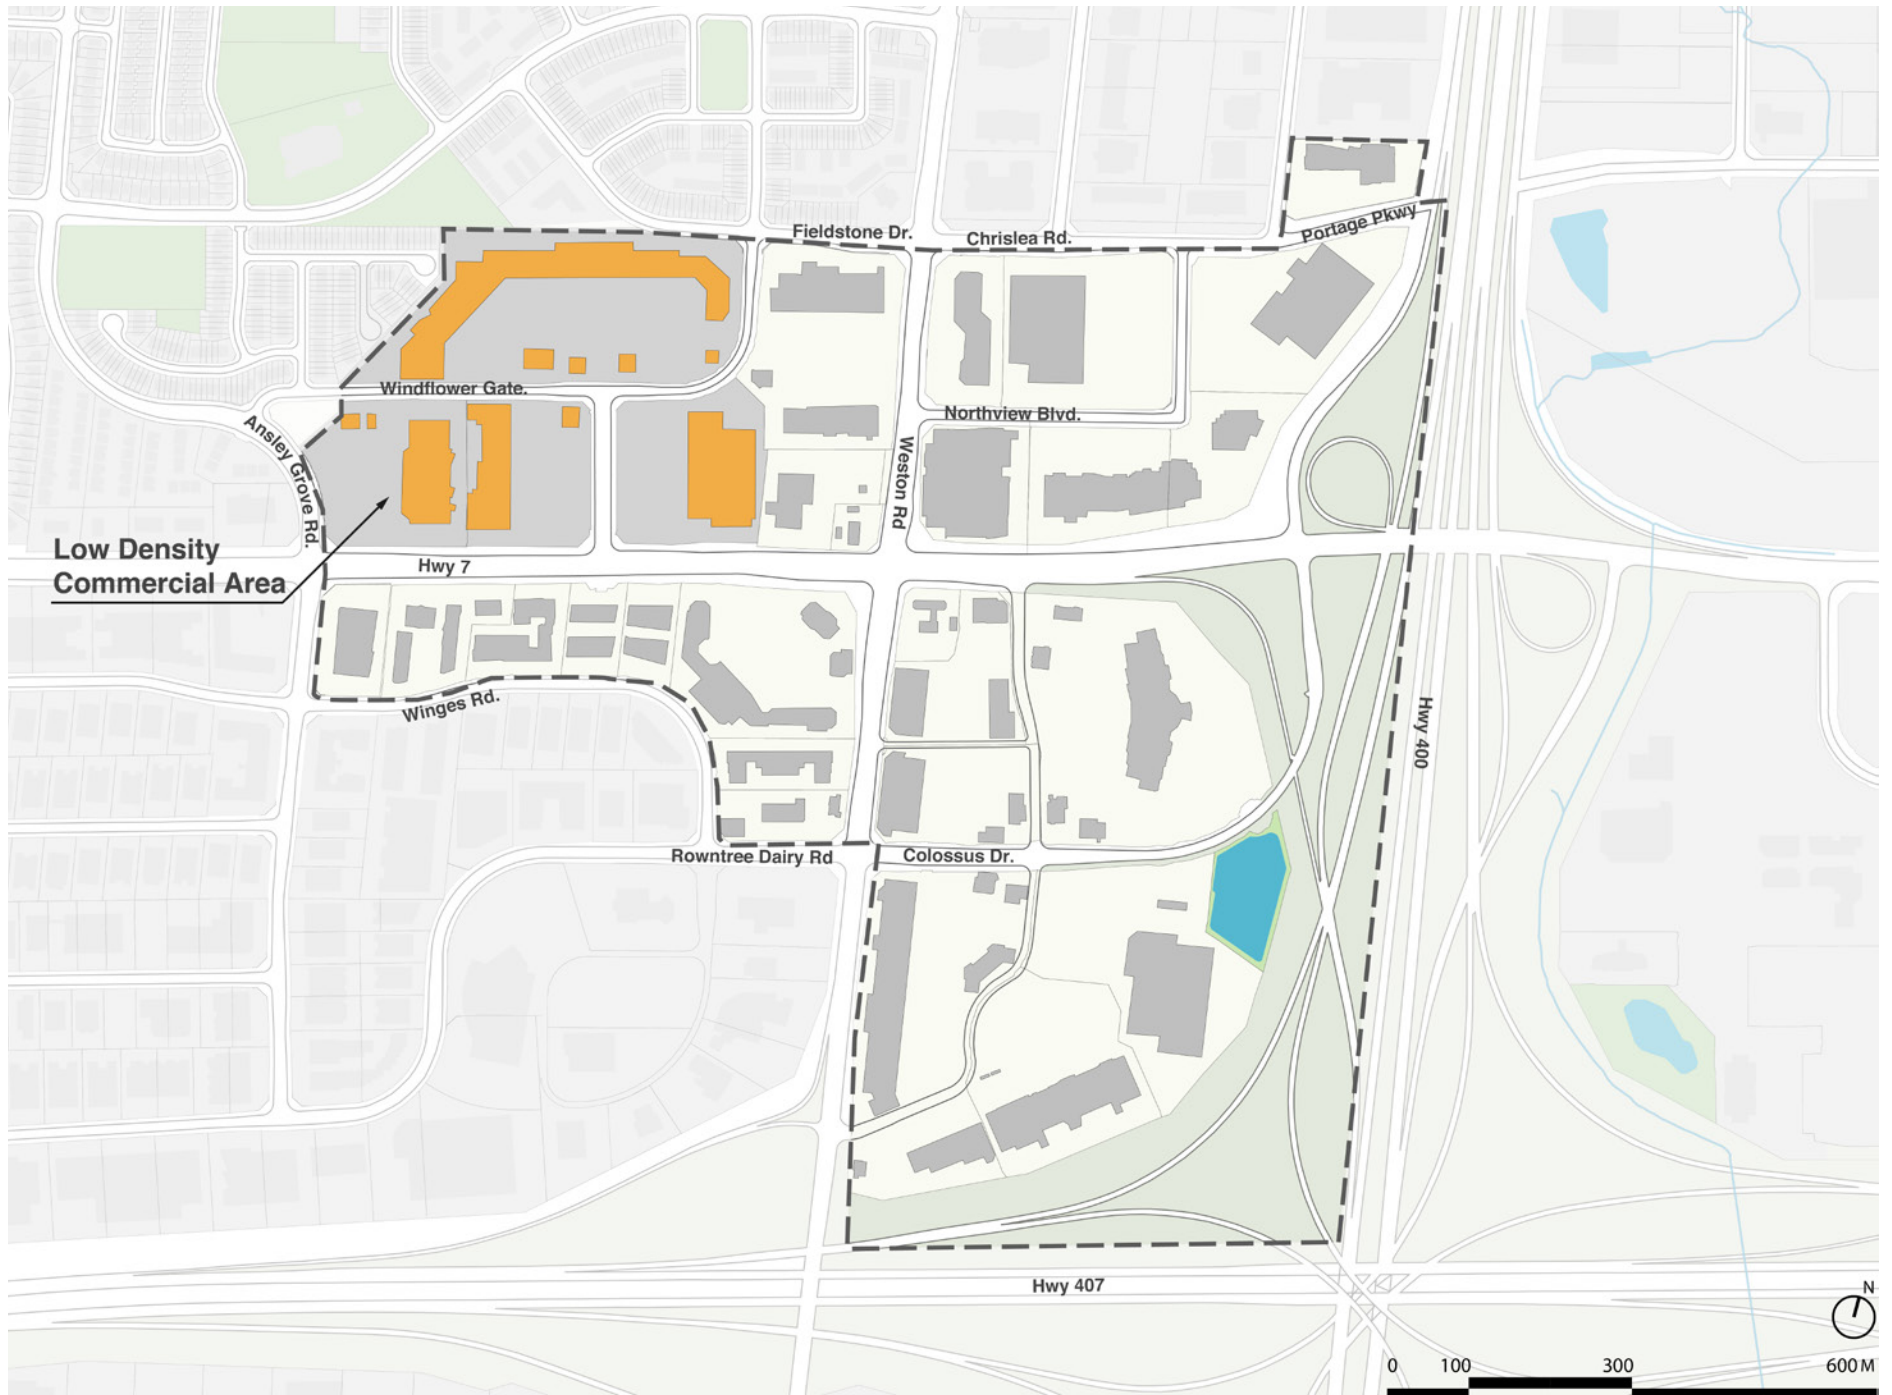 Fieldstone Dr.
Chrislea Rd.
Portage Pkwy
Windflower Gate.
Northview Blvd.
Ansley Grove Rd.
Weston Rd
Low Density
Commercial Area
Hwy 7
Winges Rd.
Hwy 400
Rowntree Dairy Rd
Colossus Dr.
Hwy 407
N
0 100 300 600 M